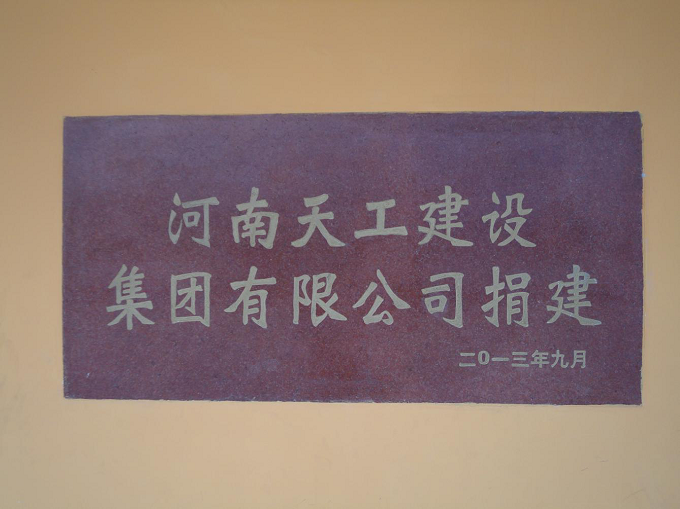 河南天工建设
集团有限公司捐建
二0一三年九月